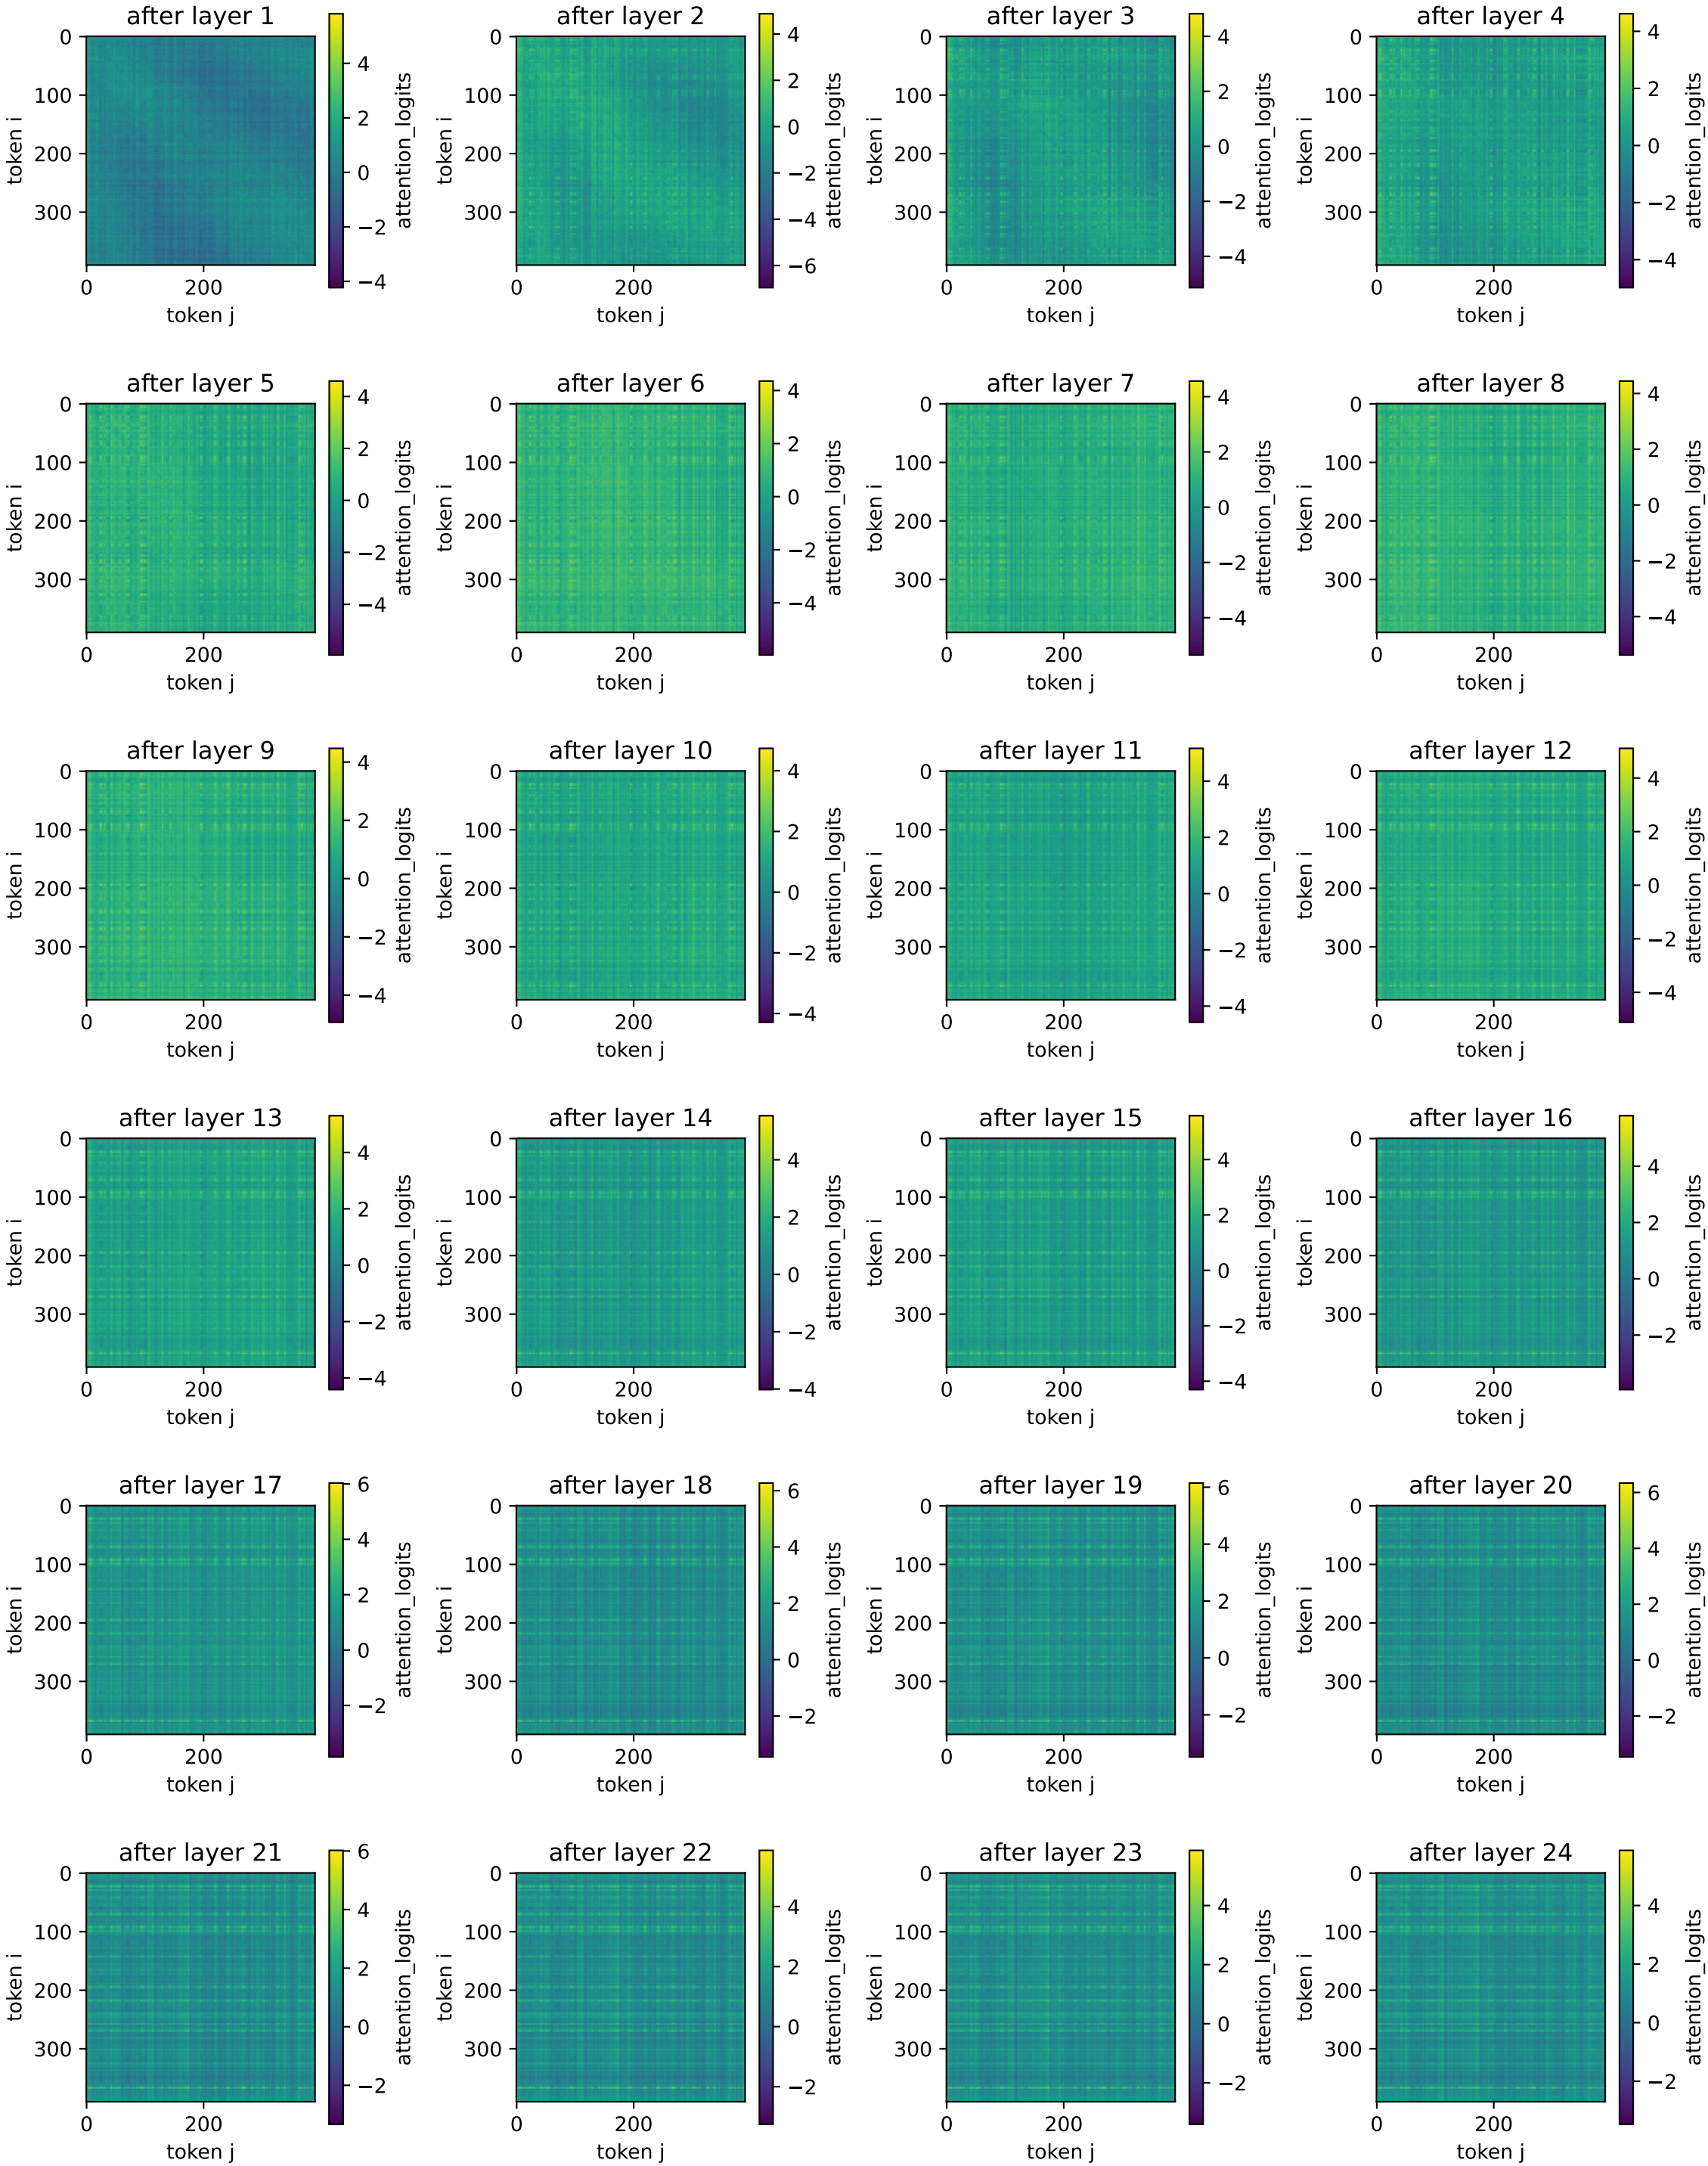 after layer 1
0
100
200
300
token i
0
200
token j
4
2
0
−2
−4
attention_logits
after layer 2
0
100
200
300
token i
0
200
token j
4
2
0
−2
−4
−6
attention_logits
after layer 3
0
100
200
300
token i
0
200
token j
4
2
0
−2
−4
attention_logits
after layer 4
0
100
200
300
token i
0
200
token j
4
2
0
−2
−4
attention_logits
after layer 5
0
100
200
300
token i
0
200
token j
4
2
0
−2
−4
attention_logits
after layer 6
0
100
200
300
token i
0
200
token j
4
2
0
−2
−4
attention_logits
after layer 7
0
100
200
300
token i
0
200
token j
4
2
0
−2
−4
attention_logits
after layer 8
0
100
200
300
token i
0
200
token j
4
2
0
−2
−4
attention_logits
after layer 9
0
100
200
300
token i
0
200
token j
4
2
0
−2
−4
attention_logits
after layer 10
0
100
200
300
token i
0
200
token j
4
2
0
−2
−4
attention_logits
after layer 11
0
100
200
300
token i
0
200
token j
4
2
0
−2
−4
attention_logits
after layer 12
0
100
200
300
token i
0
200
token j
4
2
0
−2
−4
attention_logits
after layer 13
0
100
200
300
token i
0
200
token j
4
2
0
−2
−4
attention_logits
after layer 14
0
100
200
300
token i
0
200
token j
4
2
0
−2
−4
attention_logits
after layer 15
0
100
200
300
token i
0
200
token j
4
2
0
−2
−4
attention_logits
after layer 16
0
100
200
300
token i
0
200
token j
4
2
0
−2
attention_logits
after layer 17
0
100
200
300
token i
0
200
token j
6
4
2
0
−2
attention_logits
after layer 18
0
100
200
300
token i
0
200
token j
6
4
2
0
−2
attention_logits
after layer 19
0
100
200
300
token i
0
200
token j
6
4
2
0
−2
attention_logits
after layer 20
0
100
200
300
token i
0
200
token j
6
4
2
0
−2
attention_logits
after layer 21
0
100
200
300
token i
0
200
token j
6
4
2
0
−2
attention_logits
after layer 22
0
100
200
300
token i
0
200
token j
4
2
0
−2
attention_logits
after layer 23
0
100
200
300
token i
0
200
token j
4
2
0
−2
attention_logits
after layer 24
0
100
200
300
token i
0
200
token j
4
2
0
−2
attention_logits